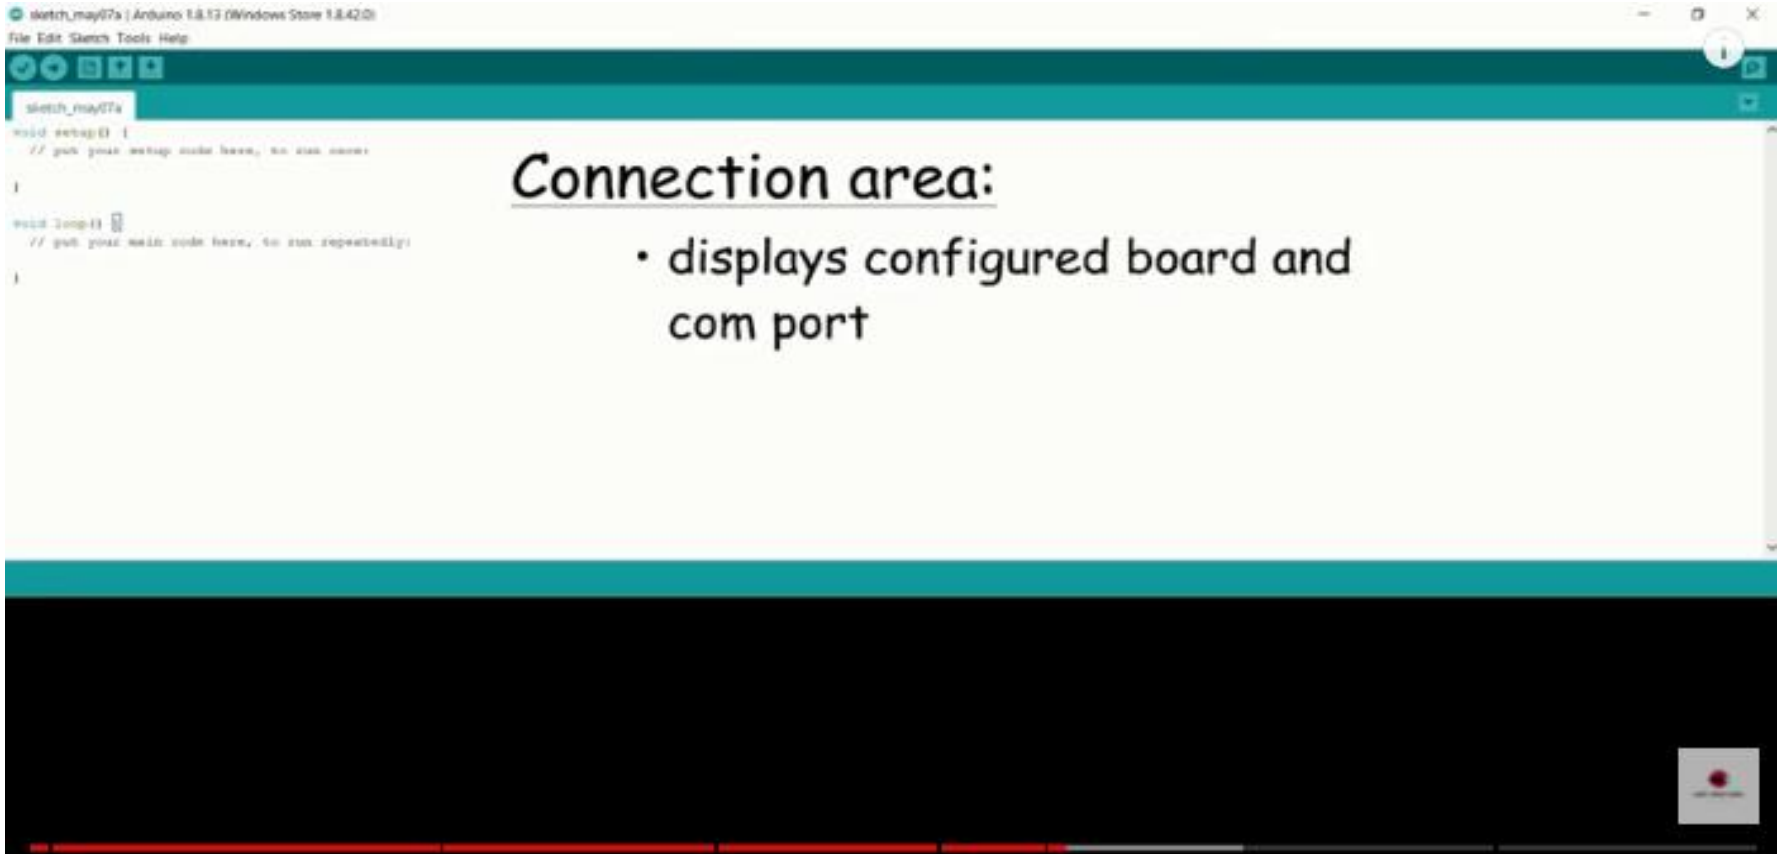 sketch_may07a | Arduino 1.8.13 (Windows Store 1.8.42.0)
File Edit Sketch Tools Help
sketch_may07a
void setup() {
// put your setup code here, to run once:
}
void loop() {
// put your main code here, to run repeatedly:
}
Connection area:
• displays configured board and
com port